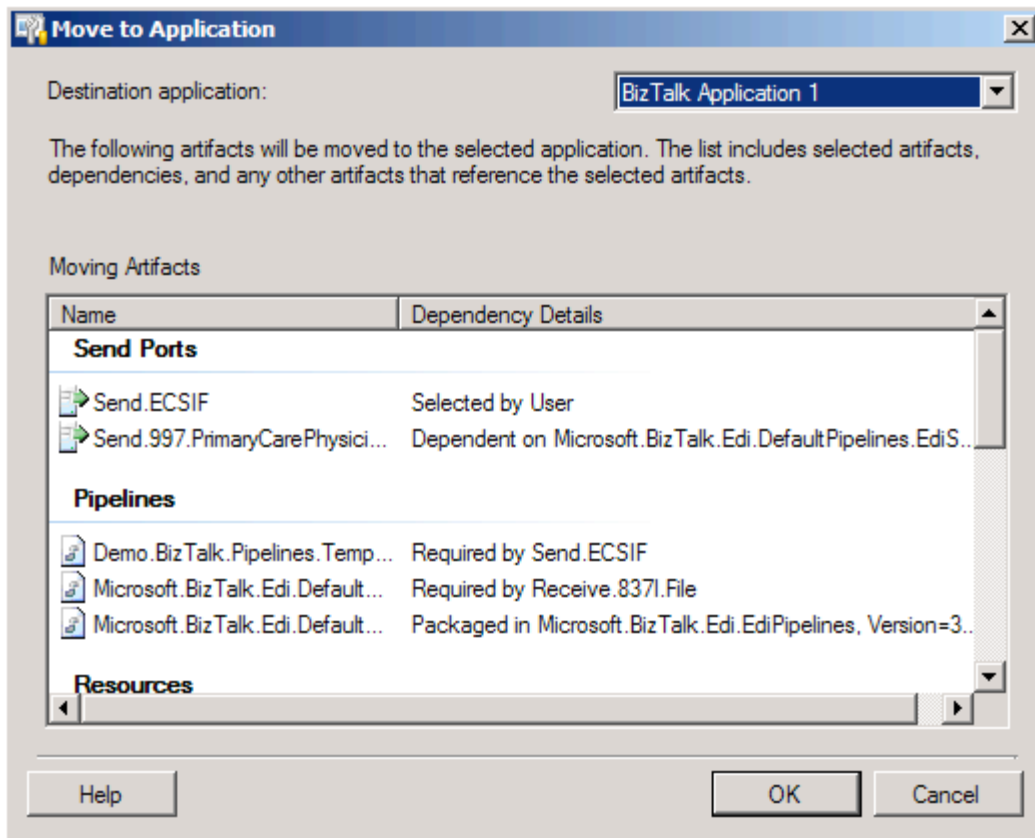 Move to Application
Destination application:
BizTalk Application 1
The following artifacts will be moved to the selected application. The list includes selected artifacts,
dependencies, and any other artifacts that reference the selected artifacts.
Moving Artifacts
Name Dependency Details
Send Ports
Send.ECSIF Selected by User
Send.997.PrimaryCarePhysici... Dependent on Microsoft.BizTalk.Edi.DefaultPipelines.EdiS...
Pipelines
Demo.BizTalk.Pipelines.Temp... Required by Send.ECSIF
Microsoft.BizTalk.Edi.Default... Required by Receive.837I.File
Microsoft.BizTalk.Edi.Default... Packaged in Microsoft.BizTalk.Edi.EdiPipelines, Version=3...
Resources
Help OK Cancel